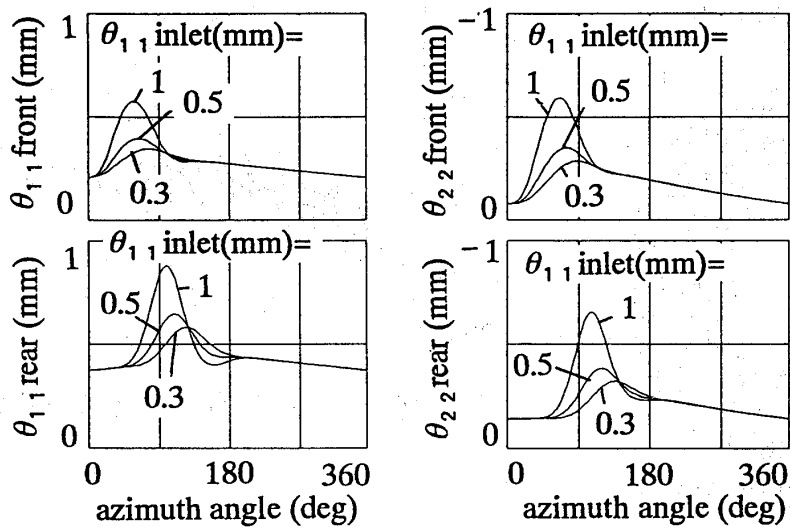 1
θ₁₁ inlet(mm)=
1
0.5
0.3
0
θ₁₁ front (mm)
−1
θ₁₁ inlet(mm)=
1
0.5
0.3
0
θ₂₂ front (mm)
1
θ₁₁ inlet(mm)=
1
0.5
0.3
0
θ₁₁ rear (mm)
0 180 360
azimuth angle (deg)
−1
θ₁₁ inlet(mm)=
1
0.5
0.3
0
θ₂₂ rear (mm)
0 180 360
azimuth angle (deg)